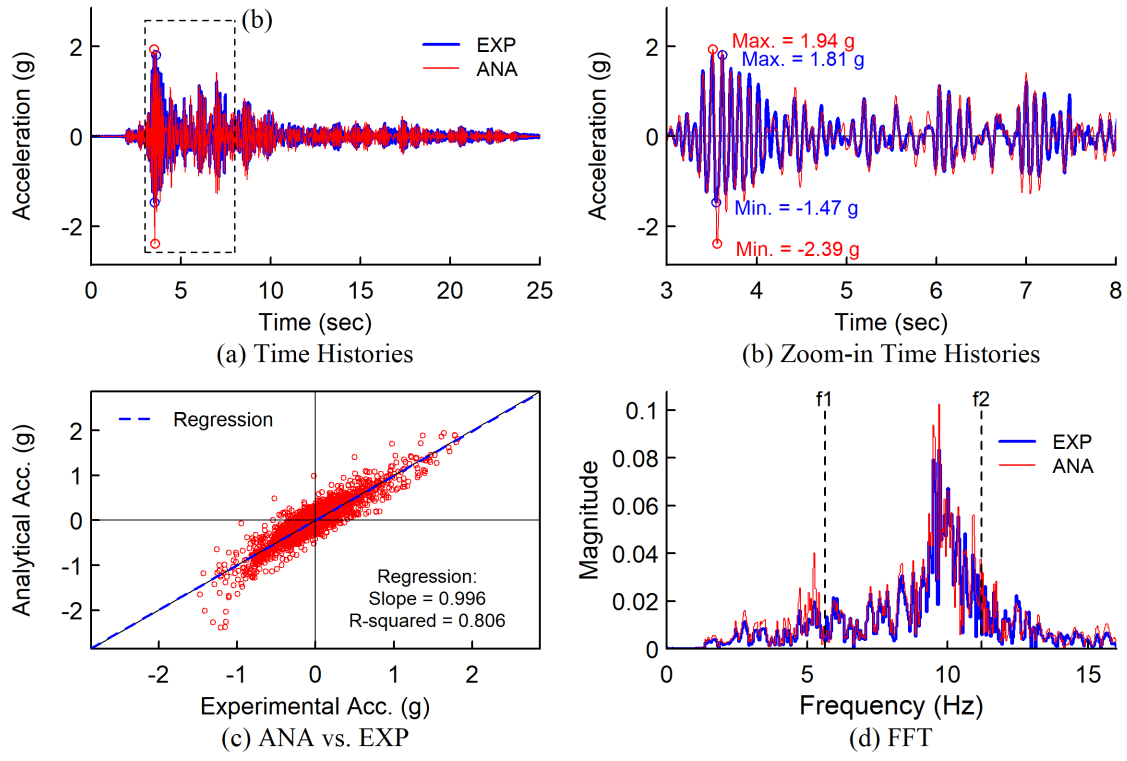 (b)
2
EXP
ANA
0
-2
Acceleration (g)
0 5 10 15 20 25
Time (sec)
(a) Time Histories
2
Max. = 1.94 g
Max. = 1.81 g
0
Min. = -1.47 g
-2
Min. = -2.39 g
Acceleration (g)
3 4 5 6 7 8
Time (sec)
(b) Zoom-in Time Histories
Regression
2
1
0
-1
-2
Analytical Acc. (g)
Regression:
Slope = 0.996
R-squared = 0.806
-2 -1 0 1 2
Experimental Acc. (g)
(c) ANA vs. EXP
f1 f2
0.1
EXP
0.08
ANA
0.06
0.04
0.02
0
Magnitude
0 5 10 15
Frequency (Hz)
(d) FFT